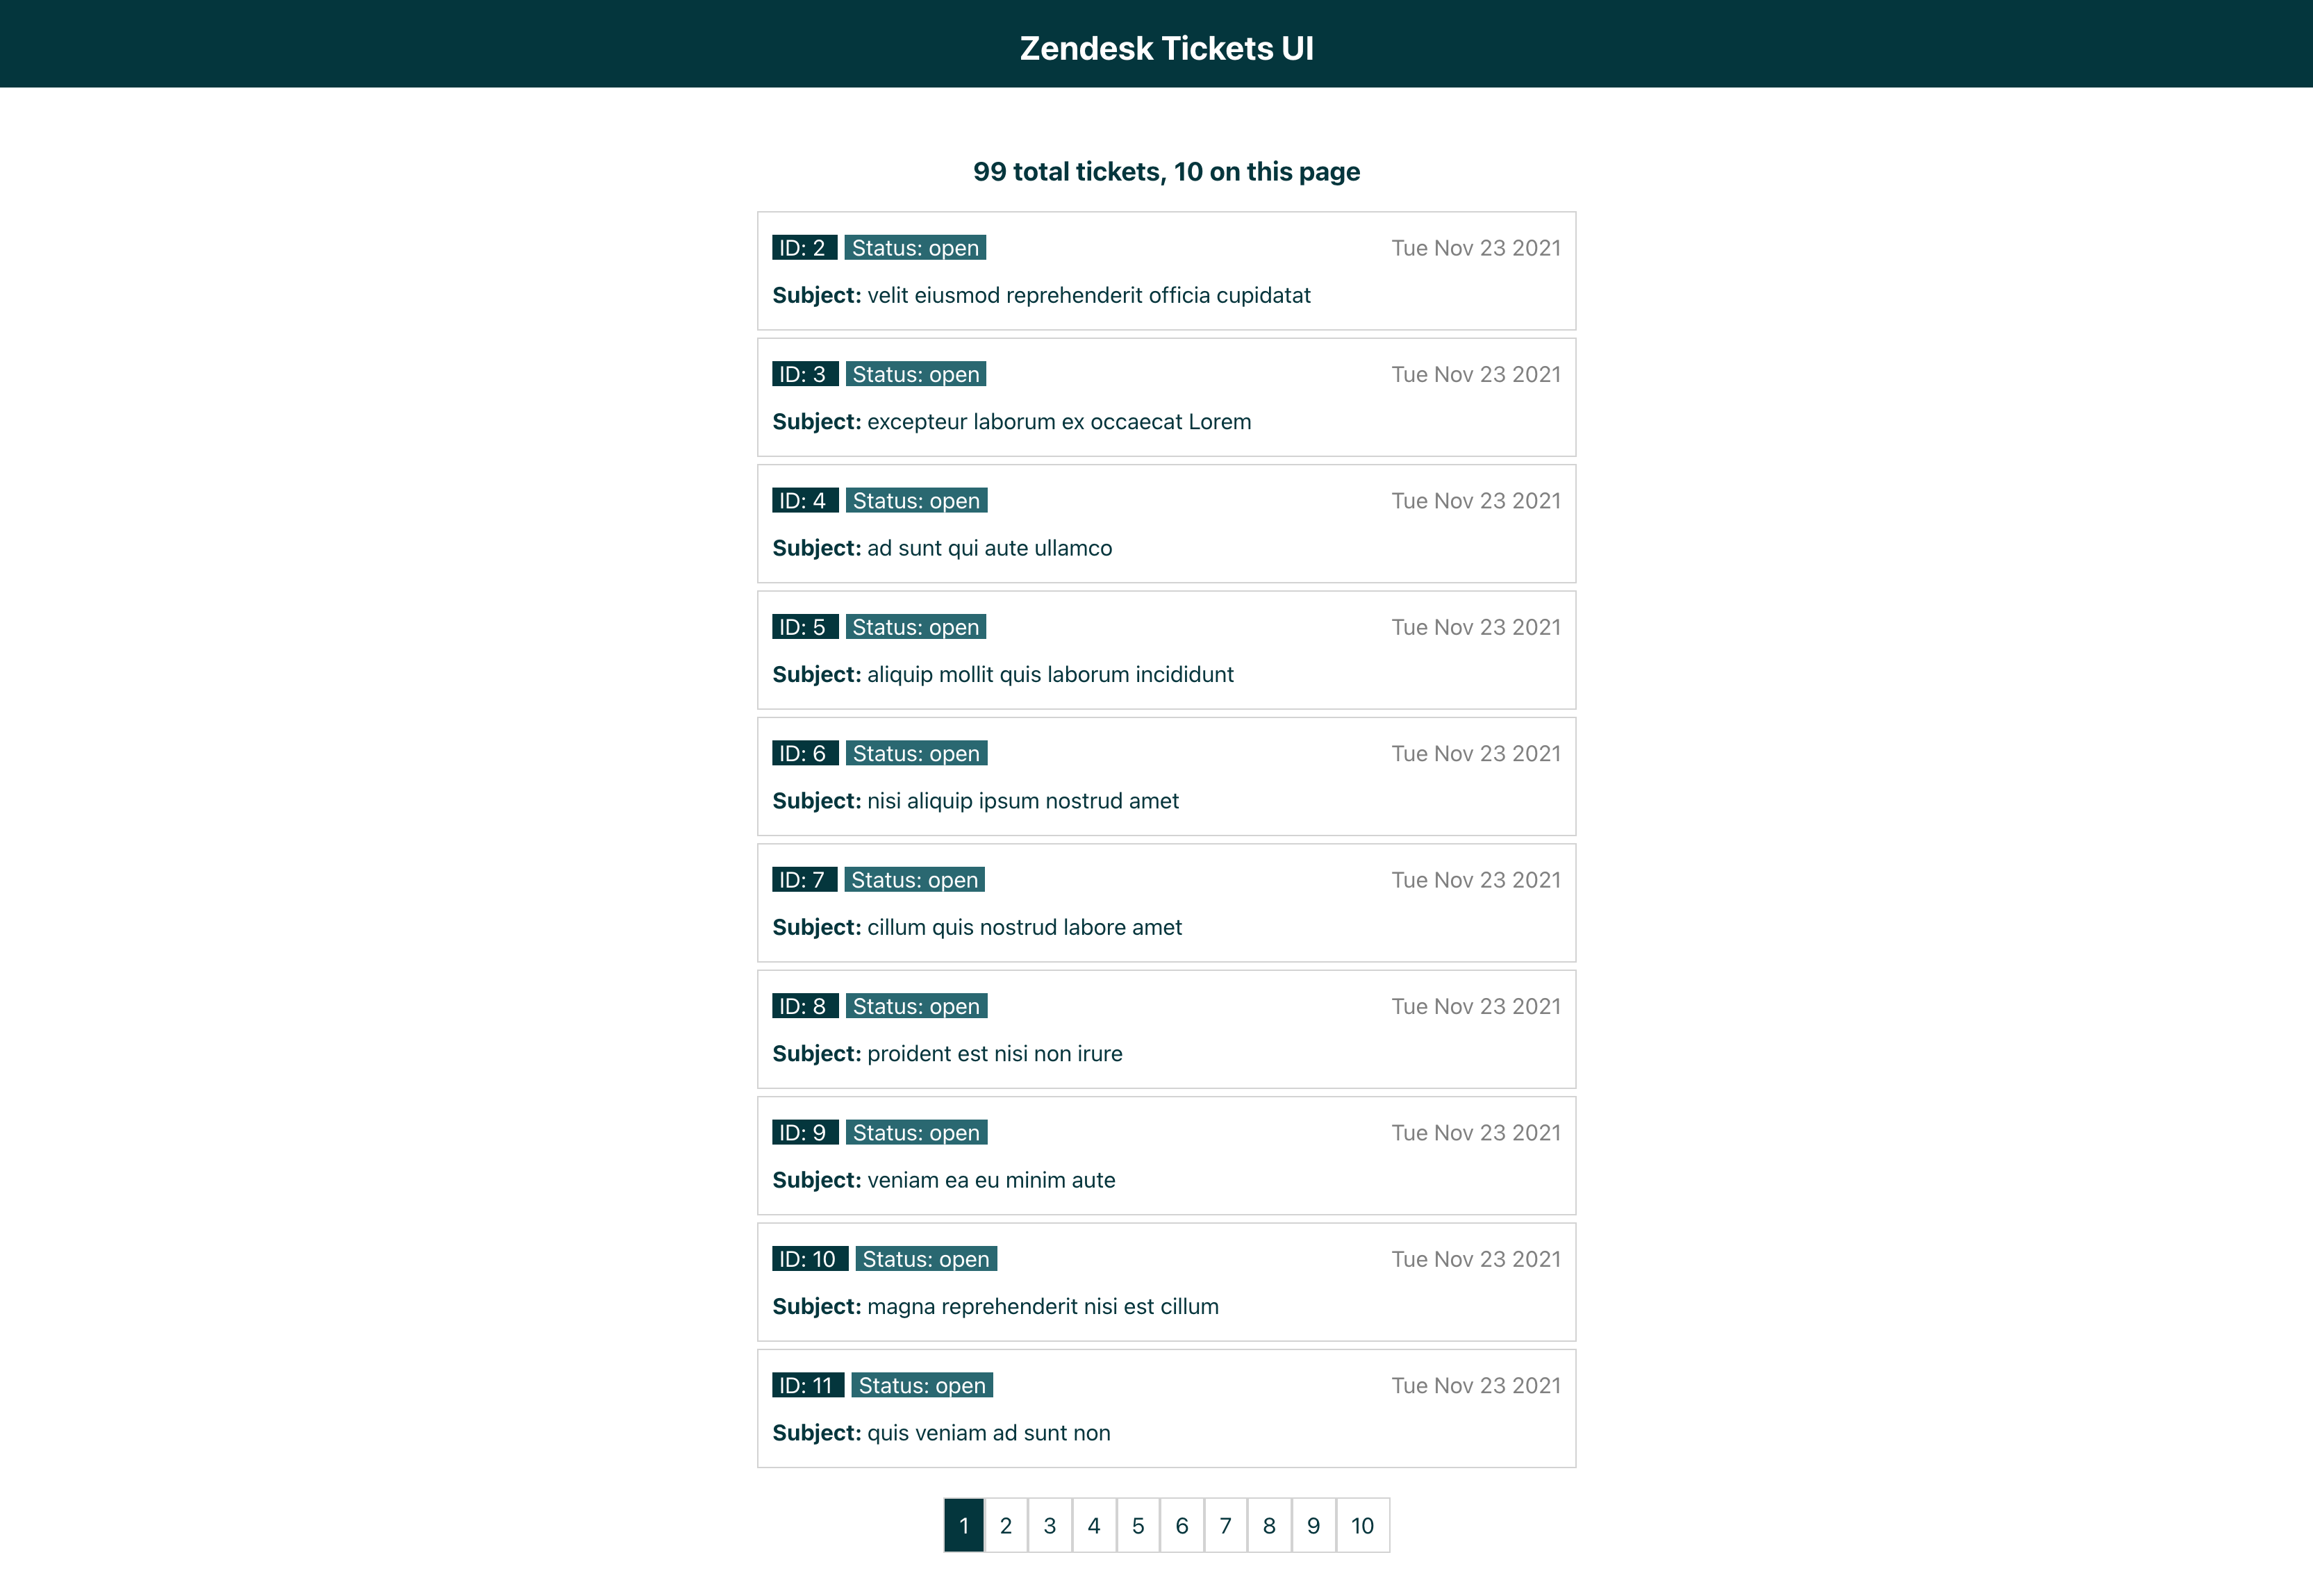 Zendesk Tickets UI
99 total tickets, 10 on this page
ID: 2 Status: open Tue Nov 23 2021
Subject: velit eiusmod reprehenderit officia cupidatat
ID: 3 Status: open Tue Nov 23 2021
Subject: excepteur laborum ex occaecat Lorem
ID: 4 Status: open Tue Nov 23 2021
Subject: ad sunt qui aute ullamco
ID: 5 Status: open Tue Nov 23 2021
Subject: aliquip mollit quis laborum incididunt
ID: 6 Status: open Tue Nov 23 2021
Subject: nisi aliquip ipsum nostrud amet
ID: 7 Status: open Tue Nov 23 2021
Subject: cillum quis nostrud labore amet
ID: 8 Status: open Tue Nov 23 2021
Subject: proident est nisi non irure
ID: 9 Status: open Tue Nov 23 2021
Subject: veniam ea eu minim aute
ID: 10 Status: open Tue Nov 23 2021
Subject: magna reprehenderit nisi est cillum
ID: 11 Status: open Tue Nov 23 2021
Subject: quis veniam ad sunt non
1 2 3 4 5 6 7 8 9 10